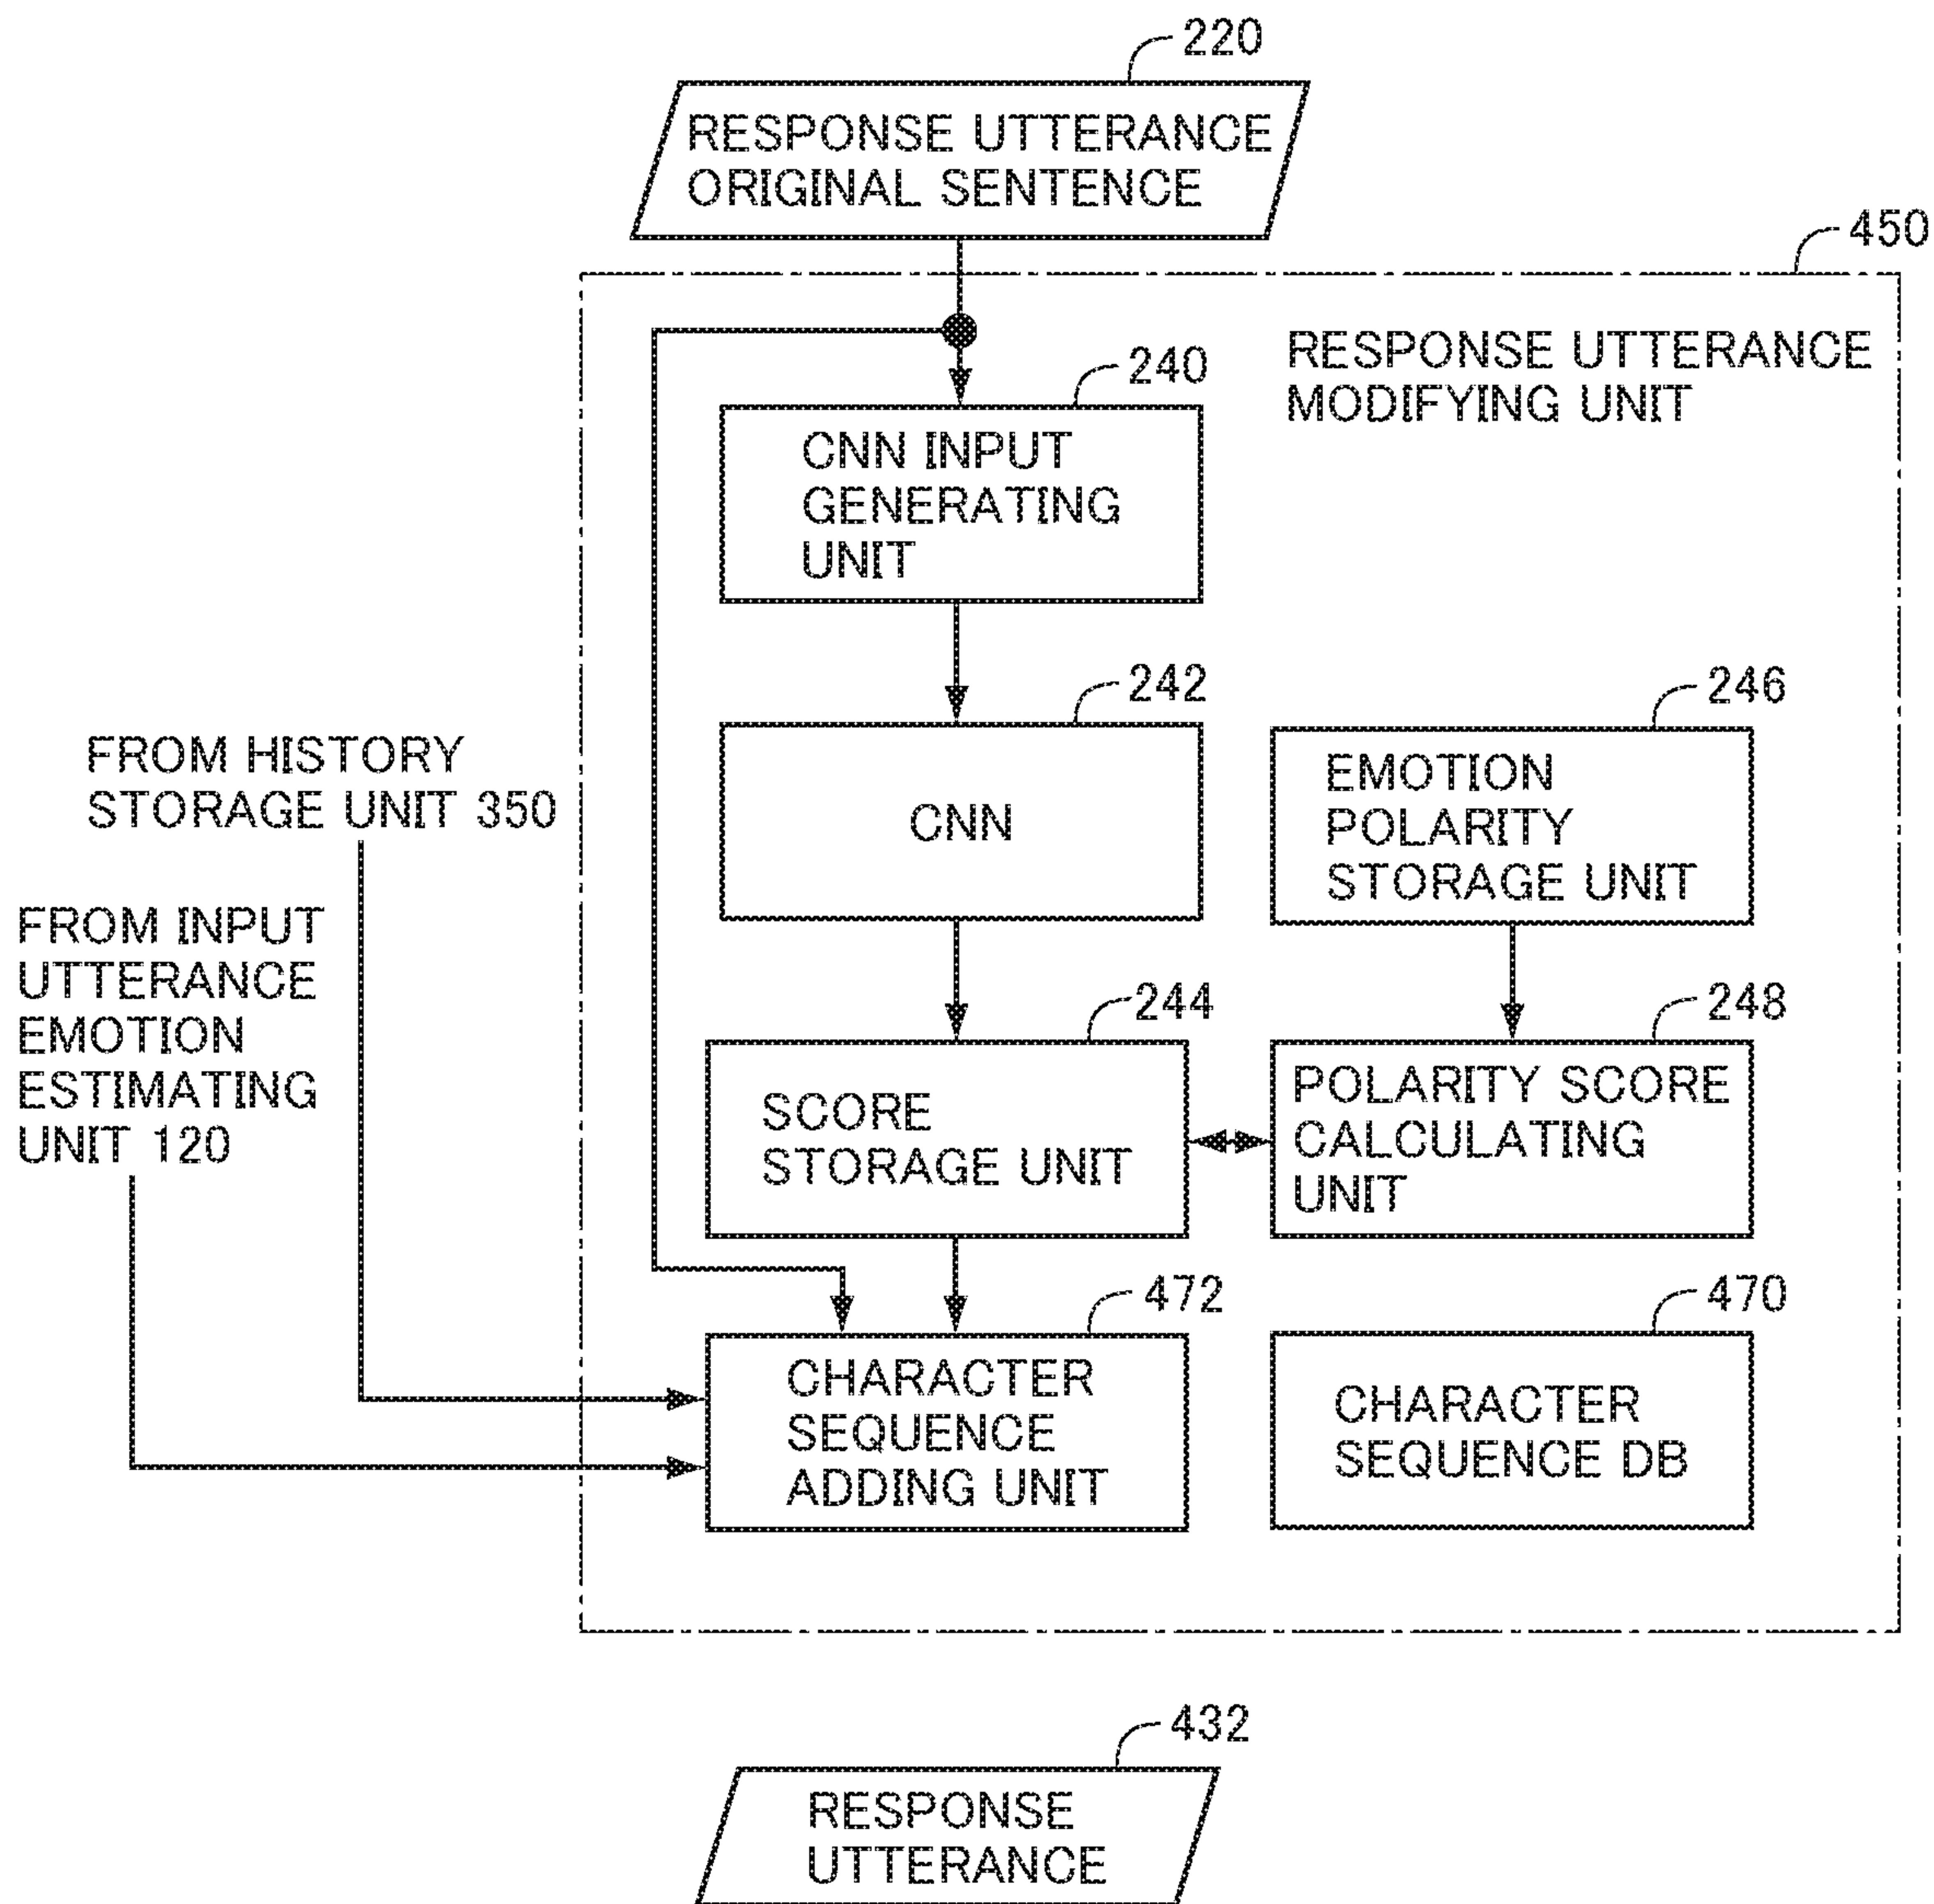 220
RESPONSE UTTERANCE
ORIGINAL SENTENCE
450
RESPONSE UTTERANCE
MODIFYING UNIT
240
CNN INPUT
GENERATING
UNIT
242
CNN
246
EMOTION
POLARITY
STORAGE UNIT
FROM HISTORY
STORAGE UNIT 350
FROM INPUT
UTTERANCE
EMOTION
ESTIMATING
UNIT 120
244
SCORE
STORAGE UNIT
248
POLARITY SCORE
CALCULATING
UNIT
472
CHARACTER
SEQUENCE
ADDING UNIT
470
CHARACTER
SEQUENCE DB
432
RESPONSE
UTTERANCE